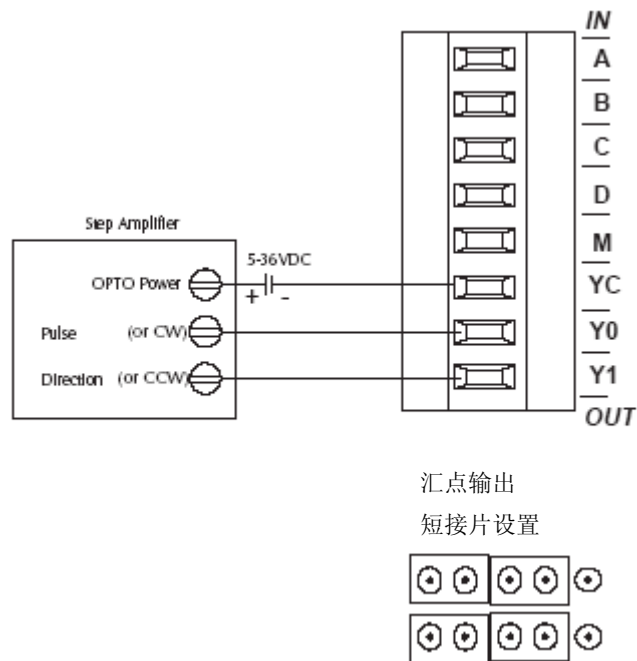 IN
A
B
C
D
M
YC
Y0
Y1
OUT
Step Amplifier
OPTO Power
5-36VDC
+ -
Pulse (or CW)
Direction (or CCW)
汇点输出
短接片设置